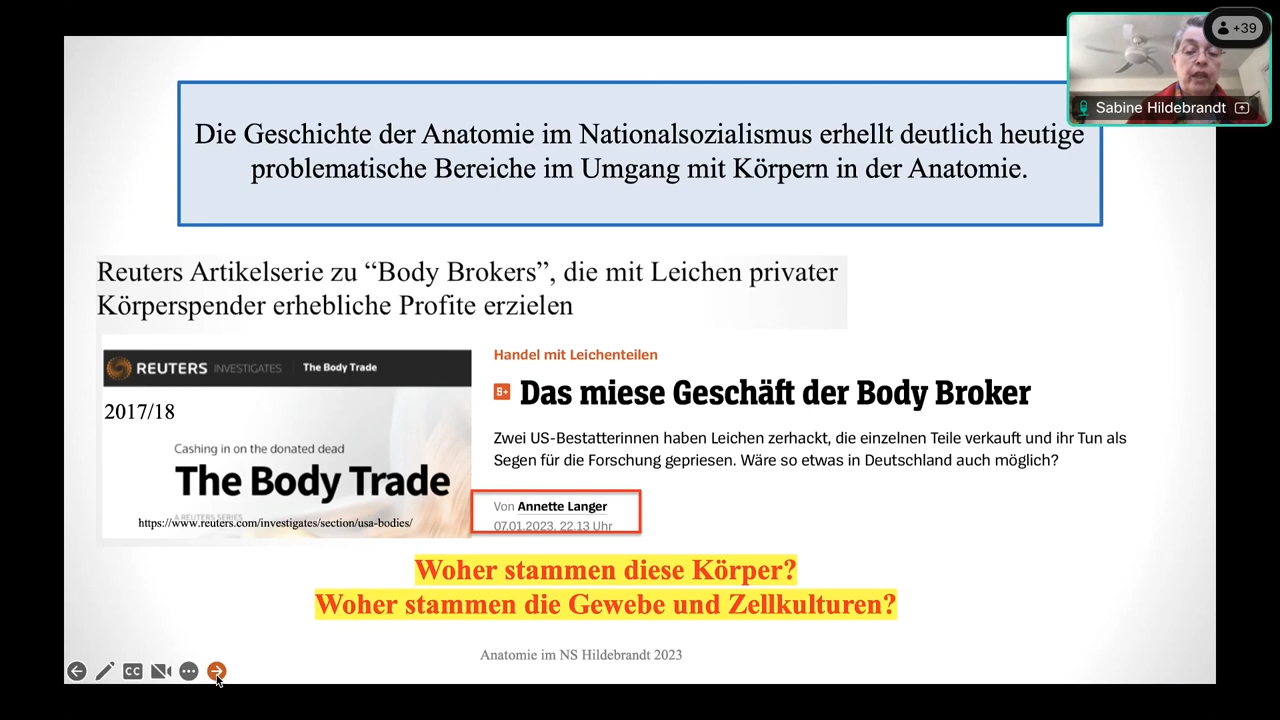 +39
Sabine Hildebrandt
Die Geschichte der Anatomie im Nationalsozialismus erhellt deutlich heutige
problematische Bereiche im Umgang mit Körpern in der Anatomie.
Reuters Artikelserie zu “Body Brokers”, die mit Leichen privater
Körperspender erhebliche Profite erzielen
REUTERS INVESTIGATES The Body Trade
2017/18
Cashing in on the donated dead
The Body Trade
A REUTERS SERIES
https://www.reuters.com/investigates/section/usa-bodies/
Handel mit Leichenteilen
S+ Das miese Geschäft der Body Broker
Zwei US-Bestatterinnen haben Leichen zerhackt, die einzelnen Teile verkauft und ihr Tun als
Segen für die Forschung gepriesen. Wäre so etwas in Deutschland auch möglich?
Von Annette Langer
07.01.2023, 22.13 Uhr
Woher stammen diese Körper?
Woher stammen die Gewebe und Zellkulturen?
Anatomie im NS Hildebrandt 2023
CC